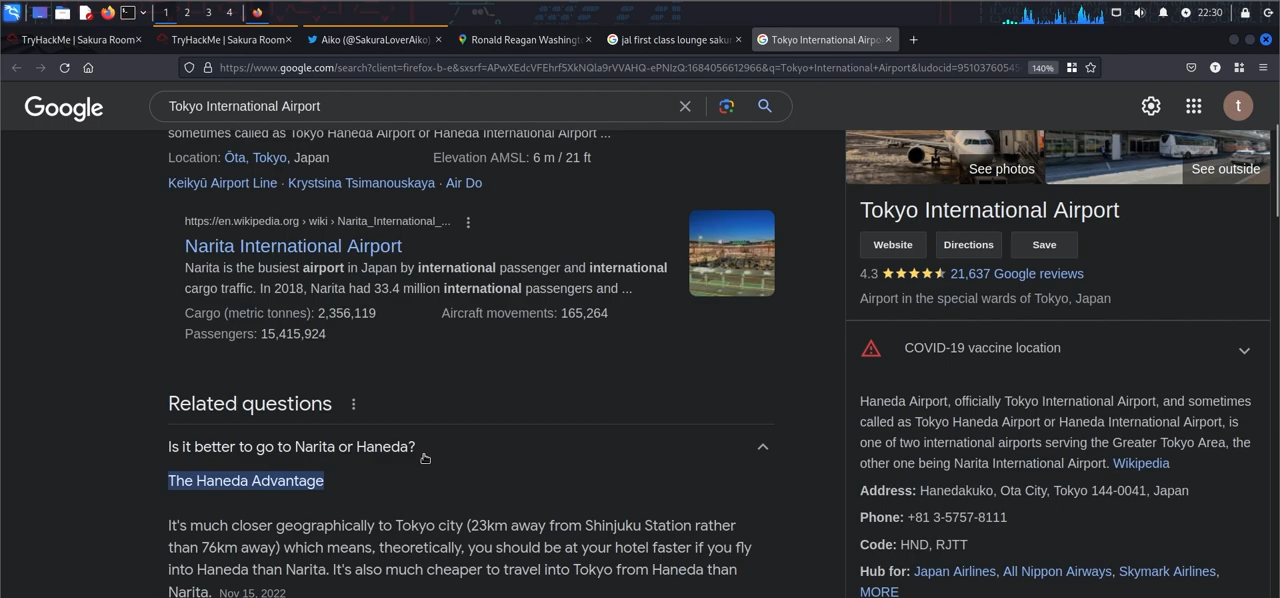 1 2 3 4 22:30
TryHackMe | Sakura Room TryHackMe | Sakura Room Aiko (@SakuraLoverAiko) Ronald Reagan Washingt jal first class lounge saku Tokyo International Airpo
https://www.google.com/search?client=firefox-b-e&sxsrf=APwXEdcVFEhrf5XkNQla9rVVAHQ-ePNIzQ:1684056612966&q=Tokyo+International+Airport&ludocid=95103760545 140%
Google Tokyo International Airport t
sometimes called as Tokyo Haneda Airport or Haneda International Airport ...
Location: Ōta, Tokyo, Japan Elevation AMSL: 6 m / 21 ft
Keikyū Airport Line · Krystsina Tsimanouskaya · Air Do
https://en.wikipedia.org › wiki › Narita_International_...
Narita International Airport
Narita is the busiest airport in Japan by international passenger and international
cargo traffic. In 2018, Narita had 33.4 million international passengers and ...
Cargo (metric tonnes): 2,356,119 Aircraft movements: 165,264
Passengers: 15,415,924
Related questions
Is it better to go to Narita or Haneda?
The Haneda Advantage
It's much closer geographically to Tokyo city (23km away from Shinjuku Station rather
than 76km away) which means, theoretically, you should be at your hotel faster if you fly
into Haneda than Narita. It's also much cheaper to travel into Tokyo from Haneda than
Narita. Nov 15, 2022
See photos See outside
Tokyo International Airport
Website Directions Save
4.3 21,637 Google reviews
Airport in the special wards of Tokyo, Japan
COVID-19 vaccine location
Haneda Airport, officially Tokyo International Airport, and sometimes
called as Tokyo Haneda Airport or Haneda International Airport, is
one of two international airports serving the Greater Tokyo Area, the
other one being Narita International Airport. Wikipedia
Address: Hanedakuko, Ota City, Tokyo 144-0041, Japan
Phone: +81 3-5757-8111
Code: HND, RJTT
Hub for: Japan Airlines, All Nippon Airways, Skymark Airlines,
MORE